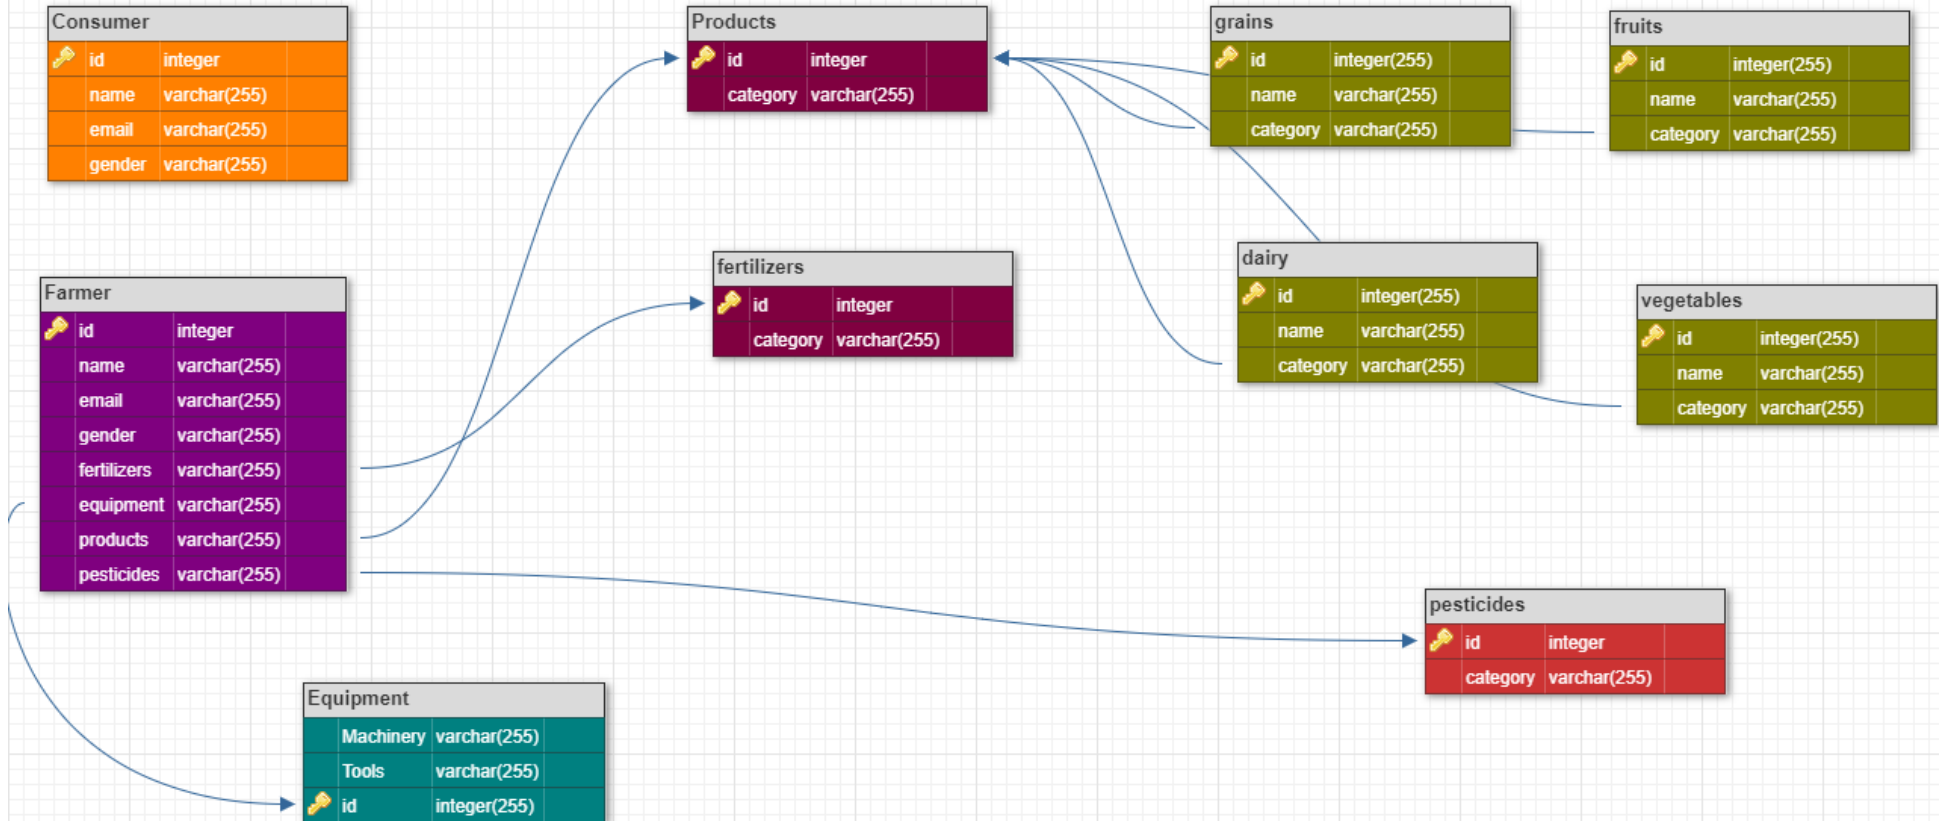 Consumer
id integer
name varchar(255)
email varchar(255)
gender varchar(255)
Products
id integer
category varchar(255)
grains
id integer(255)
name varchar(255)
category varchar(255)
fruits
id integer(255)
name varchar(255)
category varchar(255)
Farmer
id integer
name varchar(255)
email varchar(255)
gender varchar(255)
fertilizers varchar(255)
equipment varchar(255)
products varchar(255)
pesticides varchar(255)
fertilizers
id integer
category varchar(255)
dairy
id integer(255)
name varchar(255)
category varchar(255)
vegetables
id integer(255)
name varchar(255)
category varchar(255)
Equipment
Machinery varchar(255)
Tools varchar(255)
id integer(255)
pesticides
id integer
category varchar(255)